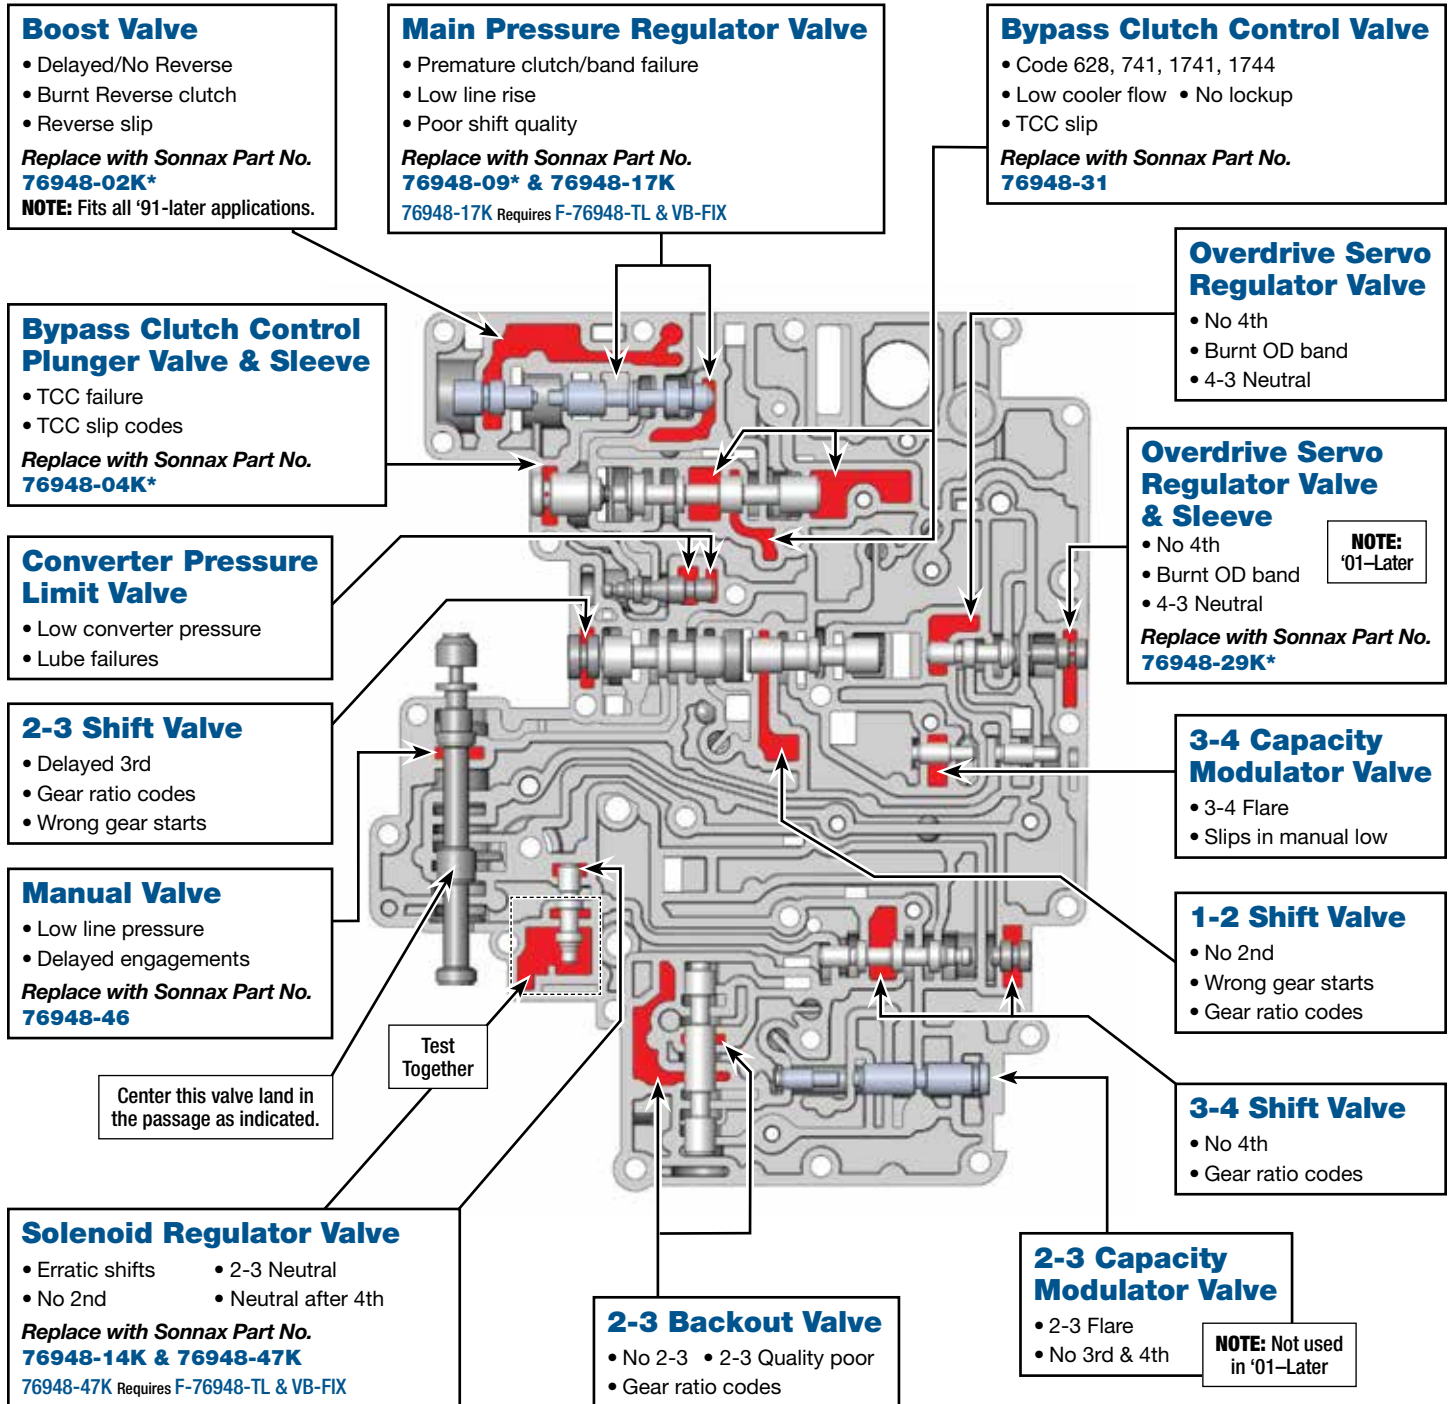 Boost Valve
• Delayed/No Reverse
• Burnt Reverse clutch
• Reverse slip
Replace with Sonnax Part No.
76948-02K*
NOTE: Fits all ‘91-later applications.
Main Pressure Regulator Valve
• Premature clutch/band failure
• Low line rise
• Poor shift quality
Replace with Sonnax Part No.
76948-09* & 76948-17K
76948-17K Requires F-76948-TL & VB-FIX
Bypass Clutch Control Valve
• Code 628, 741, 1741, 1744
• Low cooler flow • No lockup
• TCC slip
Replace with Sonnax Part No.
76948-31
Overdrive Servo
Regulator Valve
• No 4th
• Burnt OD band
• 4-3 Neutral
Bypass Clutch Control
Plunger Valve & Sleeve
• TCC failure
• TCC slip codes
Replace with Sonnax Part No.
76948-04K*
Overdrive Servo
Regulator Valve
& Sleeve
• No 4th
• Burnt OD band
• 4-3 Neutral
Replace with Sonnax Part No.
76948-29K*
NOTE:
‘01–Later
Converter Pressure
Limit Valve
• Low converter pressure
• Lube failures
2-3 Shift Valve
• Delayed 3rd
• Gear ratio codes
• Wrong gear starts
3-4 Capacity
Modulator Valve
• 3-4 Flare
• Slips in manual low
Manual Valve
• Low line pressure
• Delayed engagements
Replace with Sonnax Part No.
76948-46
1-2 Shift Valve
• No 2nd
• Wrong gear starts
• Gear ratio codes
Test
Together
Center this valve land in
the passage as indicated.
3-4 Shift Valve
• No 4th
• Gear ratio codes
Solenoid Regulator Valve
• Erratic shifts • 2-3 Neutral
• No 2nd • Neutral after 4th
Replace with Sonnax Part No.
76948-14K & 76948-47K
76948-47K Requires F-76948-TL & VB-FIX
2-3 Backout Valve
• No 2-3 • 2-3 Quality poor
• Gear ratio codes
2-3 Capacity
Modulator Valve
• 2-3 Flare
• No 3rd & 4th
NOTE: Not used
in ‘01–Later